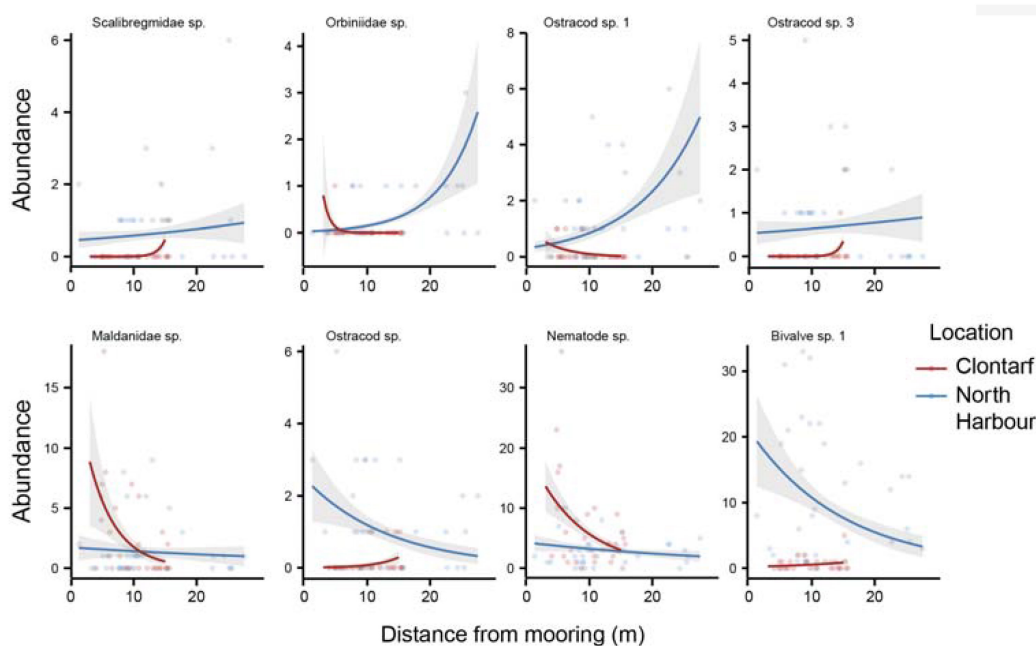 Scalibregmidae sp.
Orbiniidae sp.
Ostracod sp. 1
Ostracod sp. 3
Abundance
6
4
2
0
4
3
2
1
0
8
6
4
2
0
5
4
3
2
1
0
0 10 20
0 10 20
0 10 20
0 10 20
Maldanidae sp.
Ostracod sp.
Nematode sp.
Bivalve sp. 1
Abundance
15
10
5
0
6
4
2
0
30
20
10
0
30
20
10
0
0 10 20
0 10 20
0 10 20
0 10 20
Distance from mooring (m)
Location
Clontarf
North
Harbour